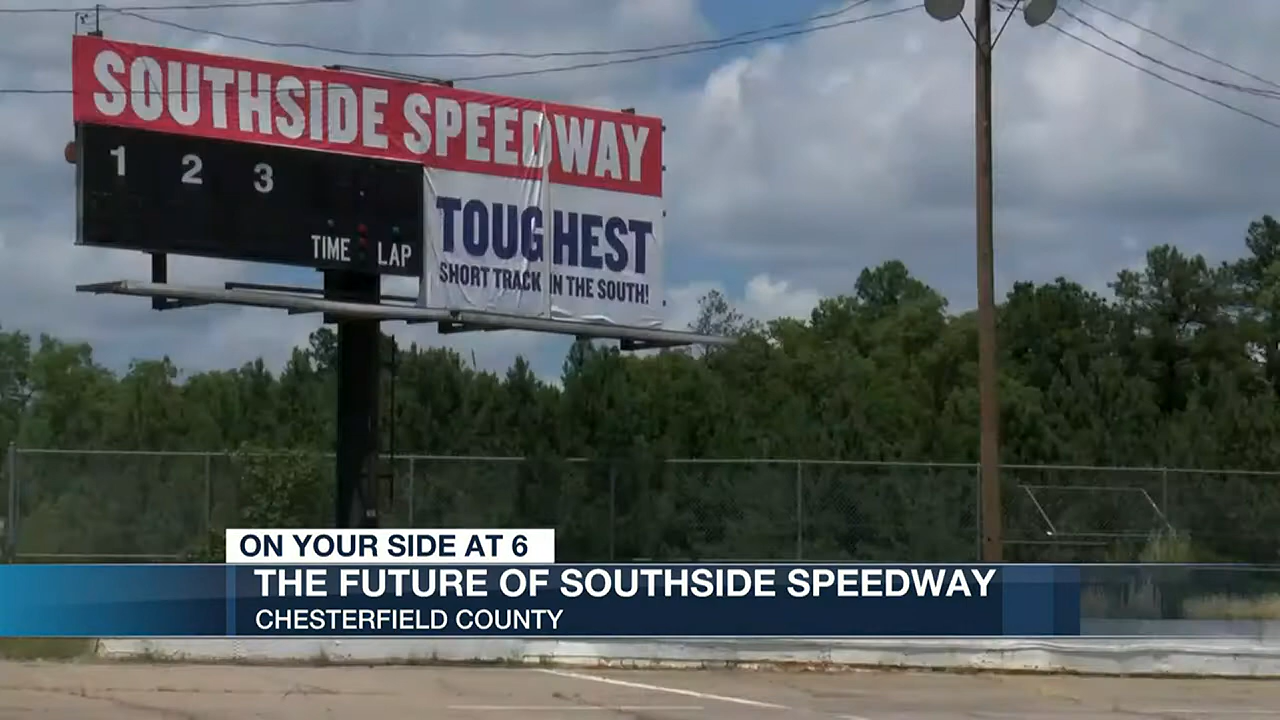 SOUTHSIDE SPEEDWAY
1 2 3
TIME LAP
TOUGHEST
SHORT TRACK IN THE SOUTH!
ON YOUR SIDE AT 6
THE FUTURE OF SOUTHSIDE SPEEDWAY
CHESTERFIELD COUNTY